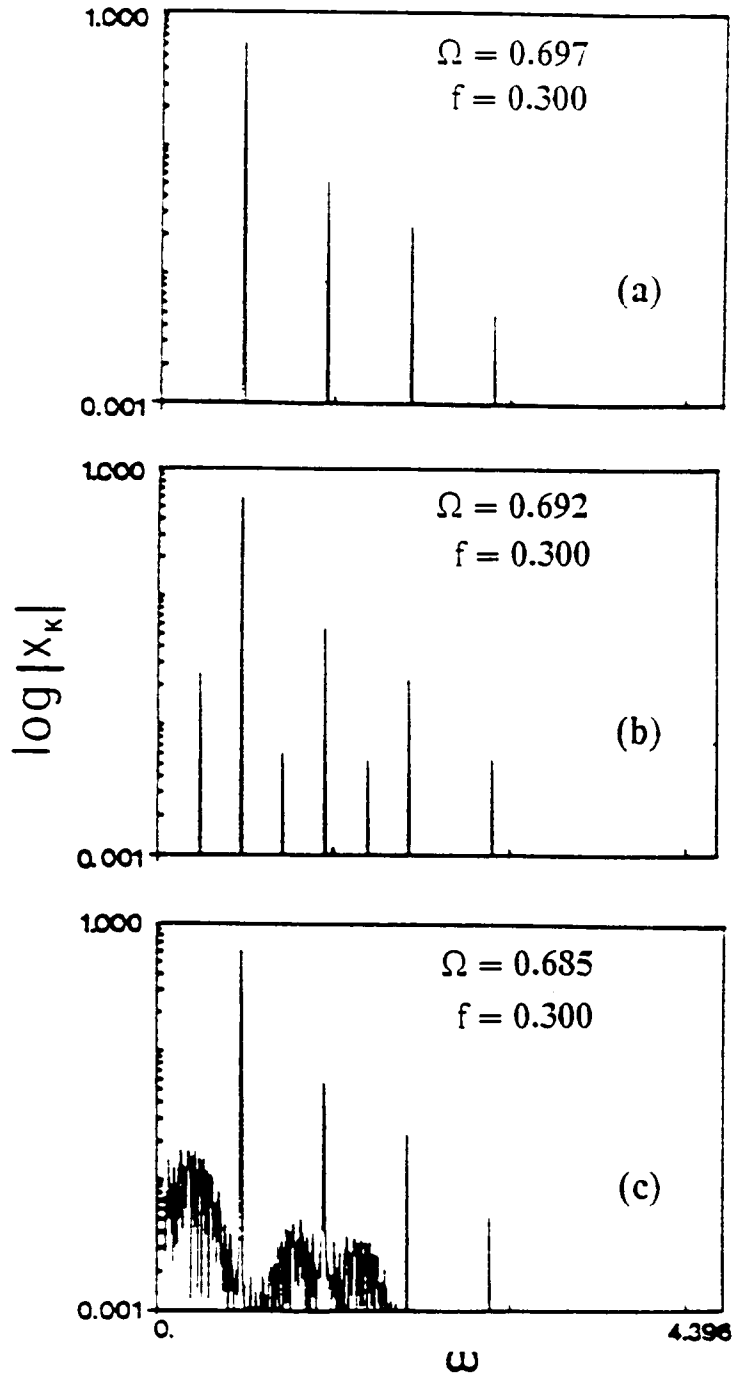 1.000
Ω = 0.697
f = 0.300
(a)
0.001
1.000
Ω = 0.692
f = 0.300
log |X_K|
(b)
0.001
1.000
Ω = 0.685
f = 0.300
(c)
0.001
0. 4.396
ω